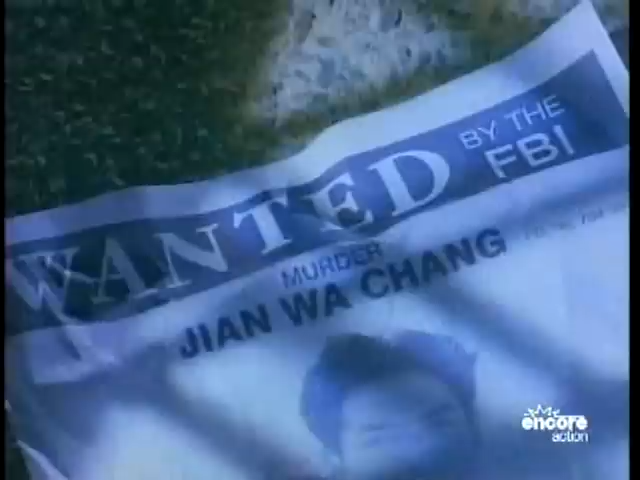 WANTED
BY THE
FBI
MURDER
JIAN WA CHANG
encore
action